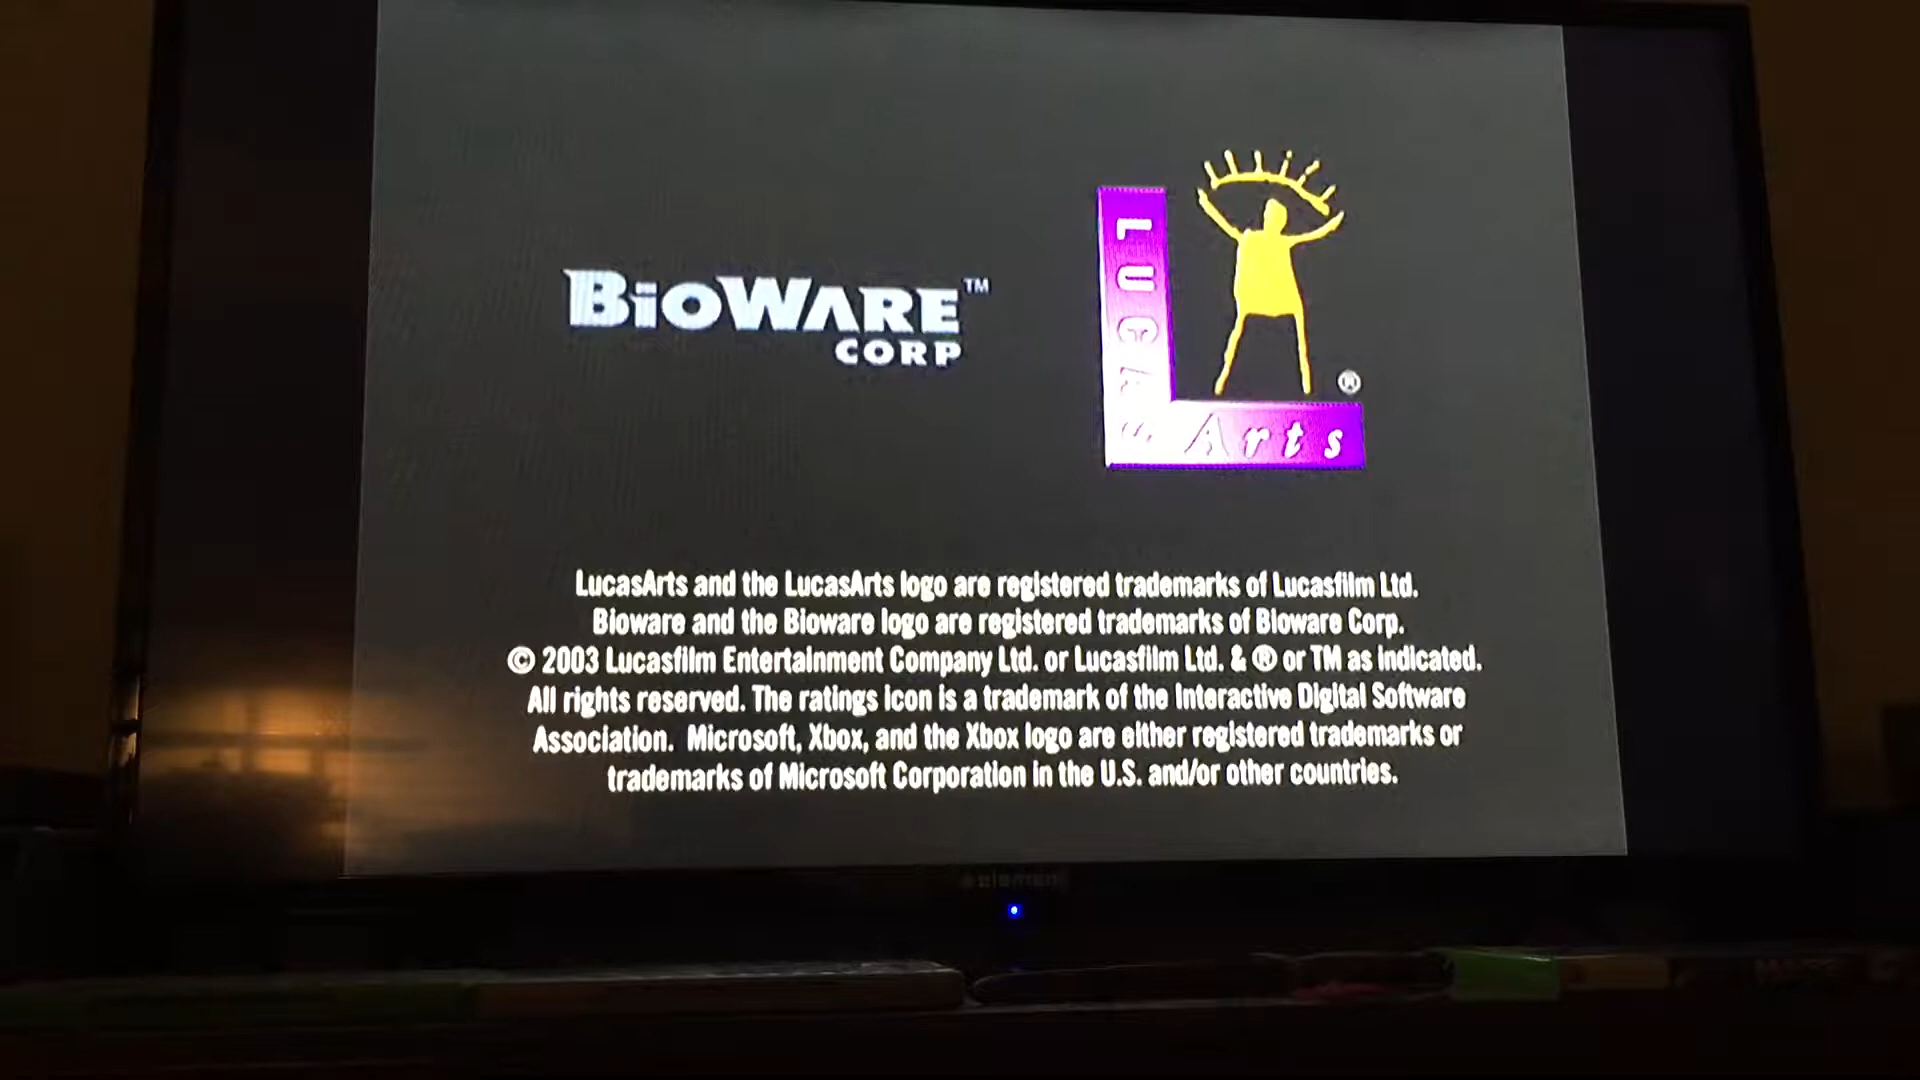 BIOWARE™
CORP
LUCAS
Arts
®
LucasArts and the LucasArts logo are registered trademarks of Lucasfilm Ltd.
Bioware and the Bioware logo are registered trademarks of Bioware Corp.
© 2003 Lucasfilm Entertainment Company Ltd. or Lucasfilm Ltd. & ® or TM as indicated.
All rights reserved. The ratings icon is a trademark of the Interactive Digital Software
Association. Microsoft, Xbox, and the Xbox logo are either registered trademarks or
trademarks of Microsoft Corporation in the U.S. and/or other countries.
element